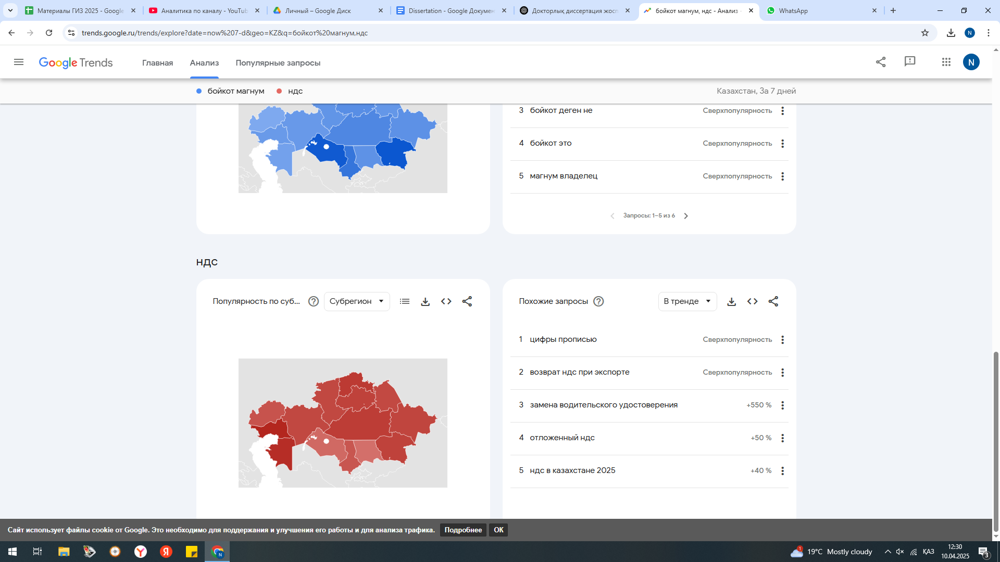 Материалы ГИЗ 2025 - Google
Аналитика по каналу - YouTub
Личный – Google Диск
Dissertation - Google Докумен
Докторлық диссертация жосп
бойкот магнум, ндс - Анализ -
WhatsApp
trends.google.ru/trends/explore?date=now%207-d&geo=KZ&q=бойкот%20магнум,ндс
N
Google Trends
Главная
Анализ
Популярные запросы
N
бойкот магнум
ндс
Казахстан, За 7 дней
3 бойкот деген не Сверхпопулярность
4 бойкот это Сверхпопулярность
5 магнум владелец Сверхпопулярность
Запросы: 1–5 из 6
ндс
Популярность по суб...
Субрегион
Похожие запросы
В тренде
1 цифры прописью Сверхпопулярность
2 возврат ндс при экспорте Сверхпопулярность
3 замена водительского удостоверения +550 %
4 отложенный ндс +50 %
5 ндс в казахстане 2025 +40 %
Сайт использует файлы cookie от Google. Это необходимо для поддержания и улучшения его работы и для анализа трафика.
Подробнее
ОК
1
19°C Mostly cloudy
ҚАЗ
12:30
10.04.2025
3